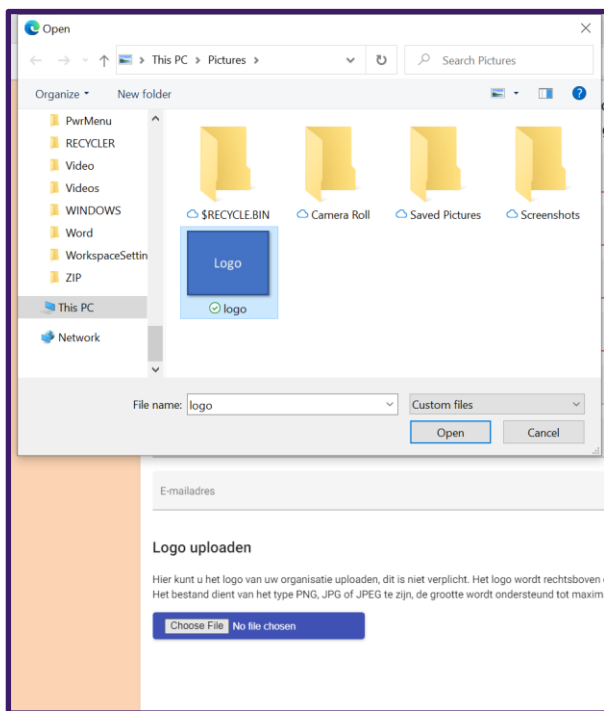 Open
This PC > Pictures >
Search Pictures
Organize
New folder
PwrMenu
RECYCLER
Video
Videos
WINDOWS
Word
WorkspaceSettin
ZIP
This PC
Network
$RECYCLE.BIN
Camera Roll
Saved Pictures
Screenshots
Logo
logo
File name: logo
Custom files
Open
Cancel
E-mailadres
Logo uploaden
Hier kunt u het logo van uw organisatie uploaden, dit is niet verplicht. Het logo wordt rechtsboven
Het bestand dient van het type PNG, JPG of JPEG te zijn, de grootte wordt ondersteund tot maxim
Choose File No file chosen